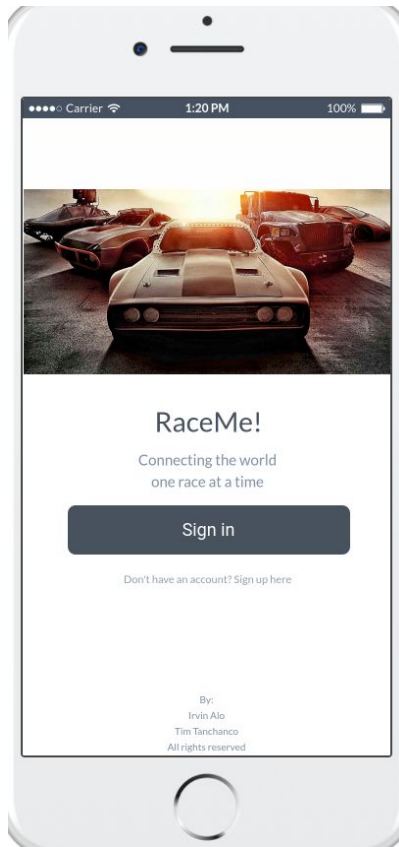 Carrier 1:20 PM 100%
RaceMe!
Connecting the world
one race at a time
Sign in
Don't have an account? Sign up here
By:
Irvin Alo
Tim Tanchanco
All rights reserved